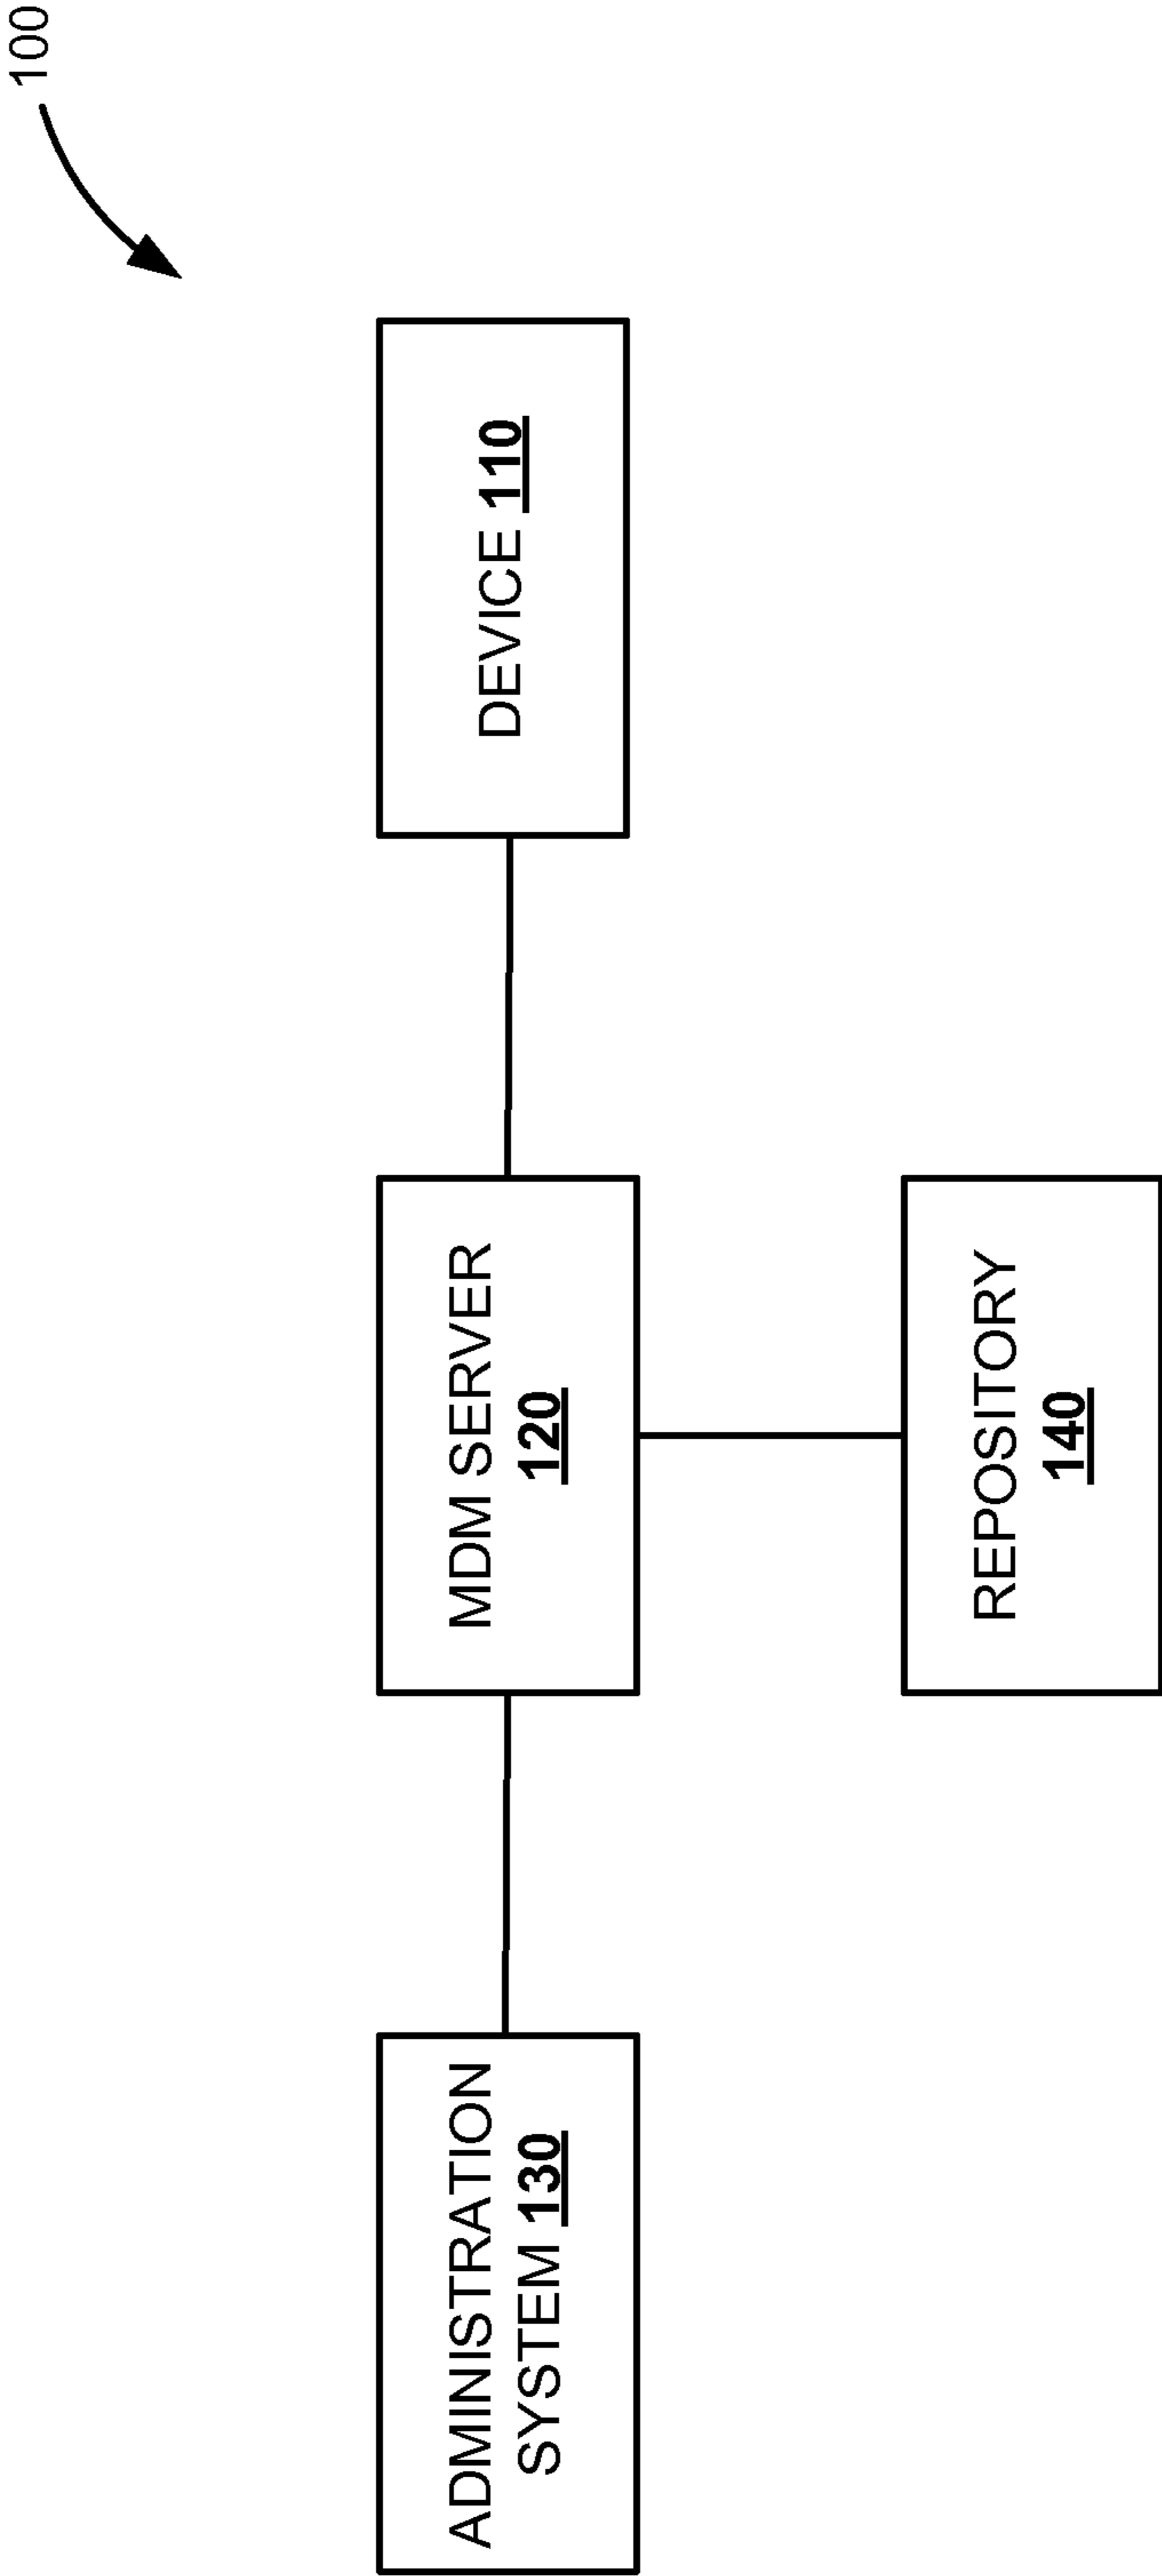 100
ADMINISTRATION
SYSTEM 130
MDM SERVER
120
DEVICE 110
REPOSITORY
140